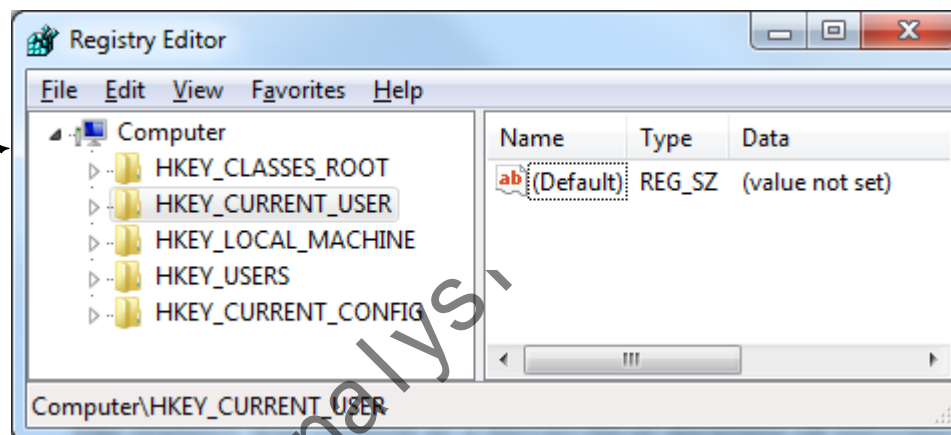 Registry Editor
File Edit View Favorites Help
Computer
HKEY_CLASSES_ROOT
HKEY_CURRENT_USER
HKEY_LOCAL_MACHINE
HKEY_USERS
HKEY_CURRENT_CONFIG
Name Type Data
ab (Default) REG_SZ (value not set)
Computer\HKEY_CURRENT_USER